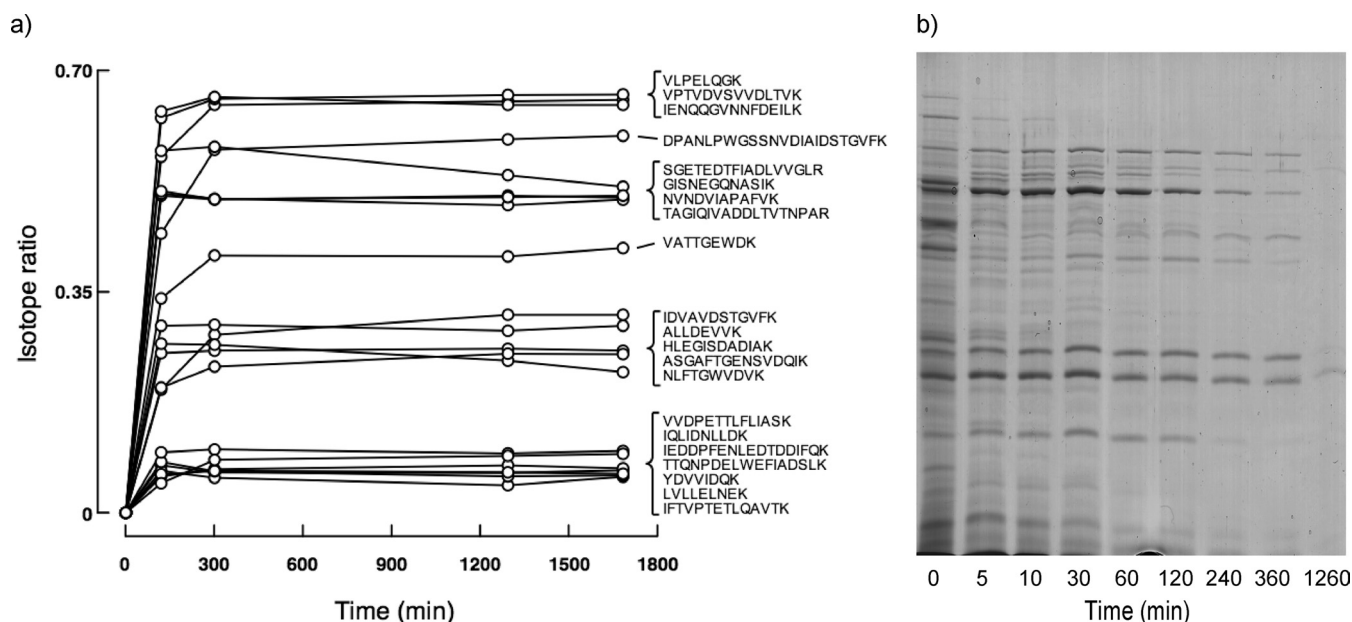 a)
b)
0.70
0.35
0
Isotope ratio
VLPELQGK
VPTVDVSVVDLTVK
IENQQGVNNFDEILK
DPANLPWGSSNVDIAIDSTGVFK
SGETEDTFIADLVVGLR
GISNEGQNASIK
NVNDVIAPAFVK
TAGIQIVADDLTVTNPAR
VATTGEWDK
IDVAVDSTGVFK
ALLDEVVK
HLEGISDADIAK
ASGAFTGENSVDQIK
NLFTGWVDVK
VVDPETTLFLIASK
IQLIDNLLDK
IEDDPFENLEDTDDIFQK
TTQNPDELWEFIADSLK
YDVVIDQK
LVLLELNEK
IFTVPTETLQAVTK
0 300 600 900 1200 1500 1800
Time (min)
0 5 10 30 60 120 240 360 1260
Time (min)